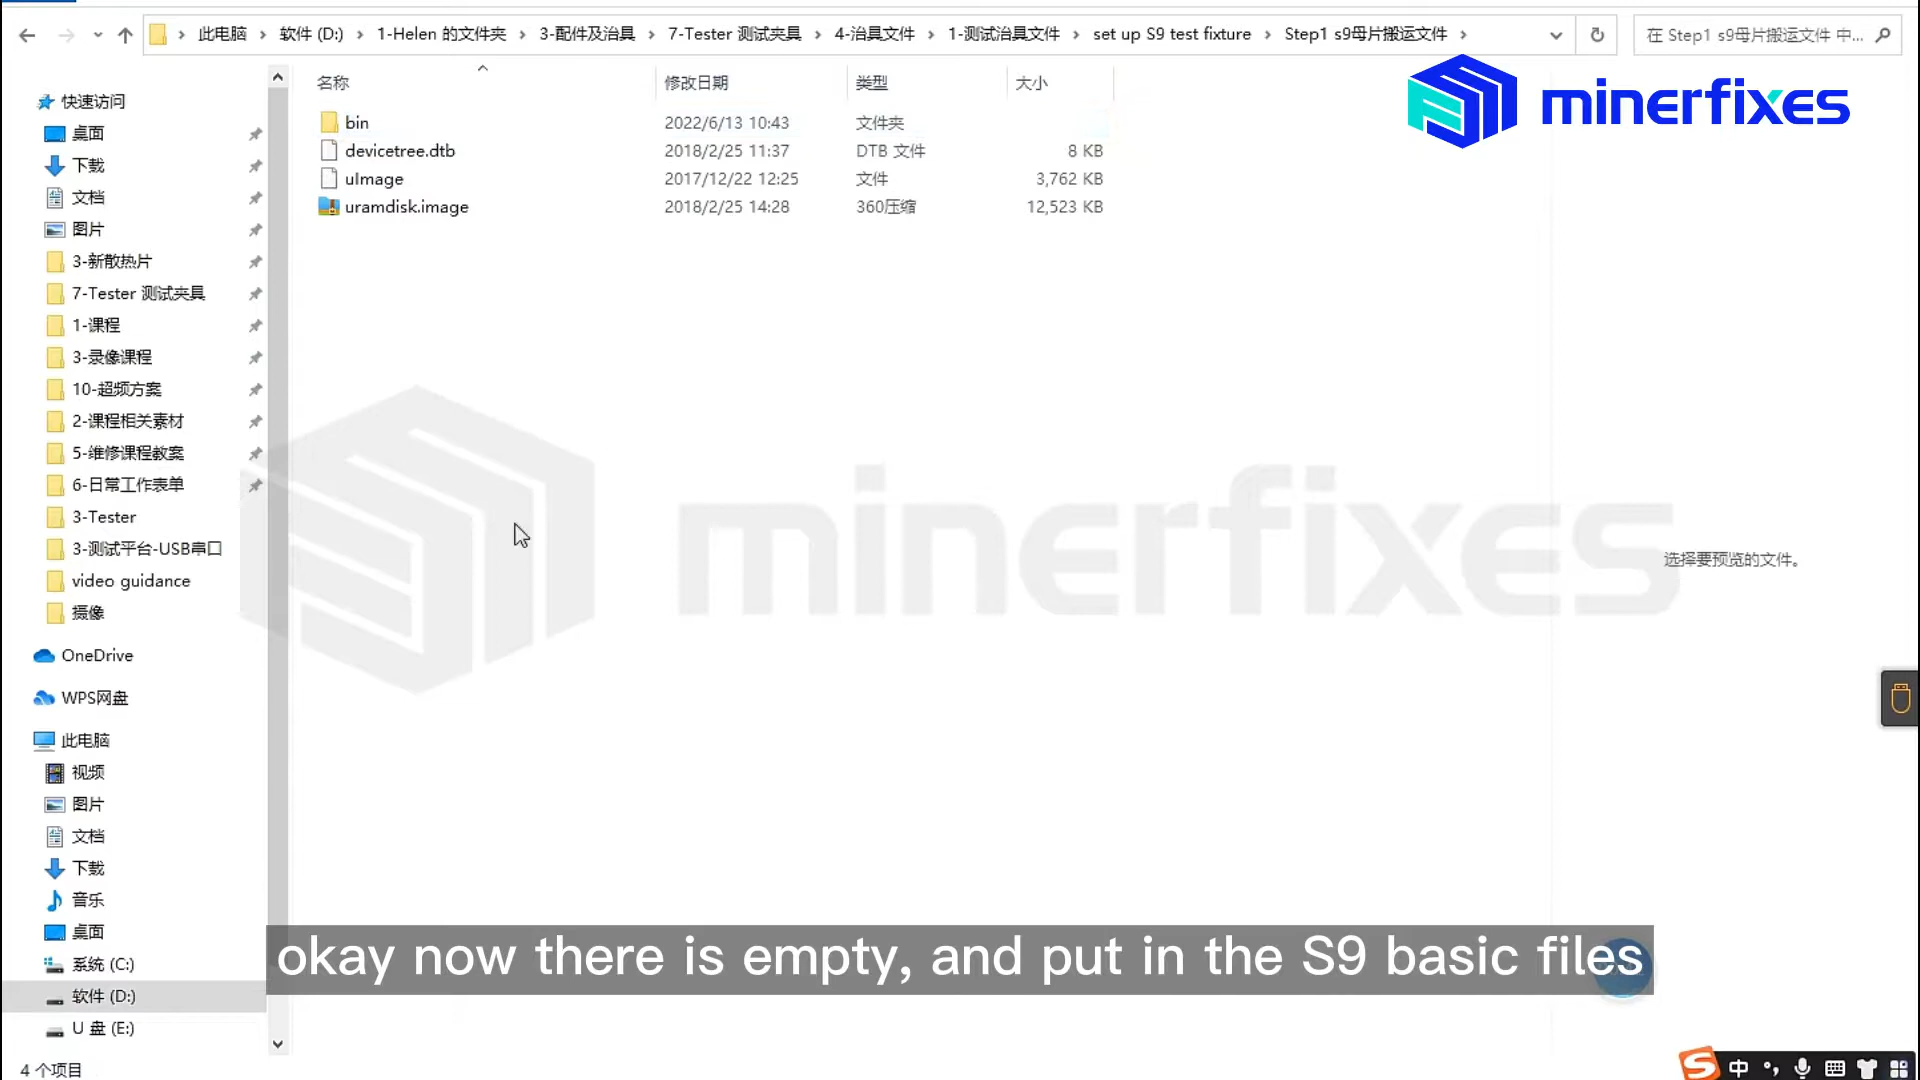 此电脑 > 软件 (D:) > 1-Helen 的文件夹 > 3-配件及治具 > 7-Tester 测试夹具 > 4-治具文件 > 1-测试治具文件 > set up S9 test fixture > Step1 s9母片搬运文件 >
在 Step1 s9母片搬运文件 中...
minerfixes
名称 修改日期 类型 大小
bin 2022/6/13 10:43 文件夹
devicetree.dtb 2018/2/25 11:37 DTB 文件 8 KB
uImage 2017/12/22 12:25 文件 3,762 KB
uramdisk.image 2018/2/25 14:28 360压缩 12,523 KB
快速访问
桌面
下载
文档
图片
3-新散热片
7-Tester 测试夹具
1-课程
3-录像课程
10-超频方案
2-课程相关素材
5-维修课程教案
6-日常工作表单
3-Tester
3-测试平台-USB串口
video guidance
摄像
OneDrive
WPS网盘
此电脑
视频
图片
文档
下载
音乐
桌面
系统 (C:)
软件 (D:)
U 盘 (E:)
minerfixes
选择要预览的文件。
okay now there is empty, and put in the S9 basic files
4 个项目
中